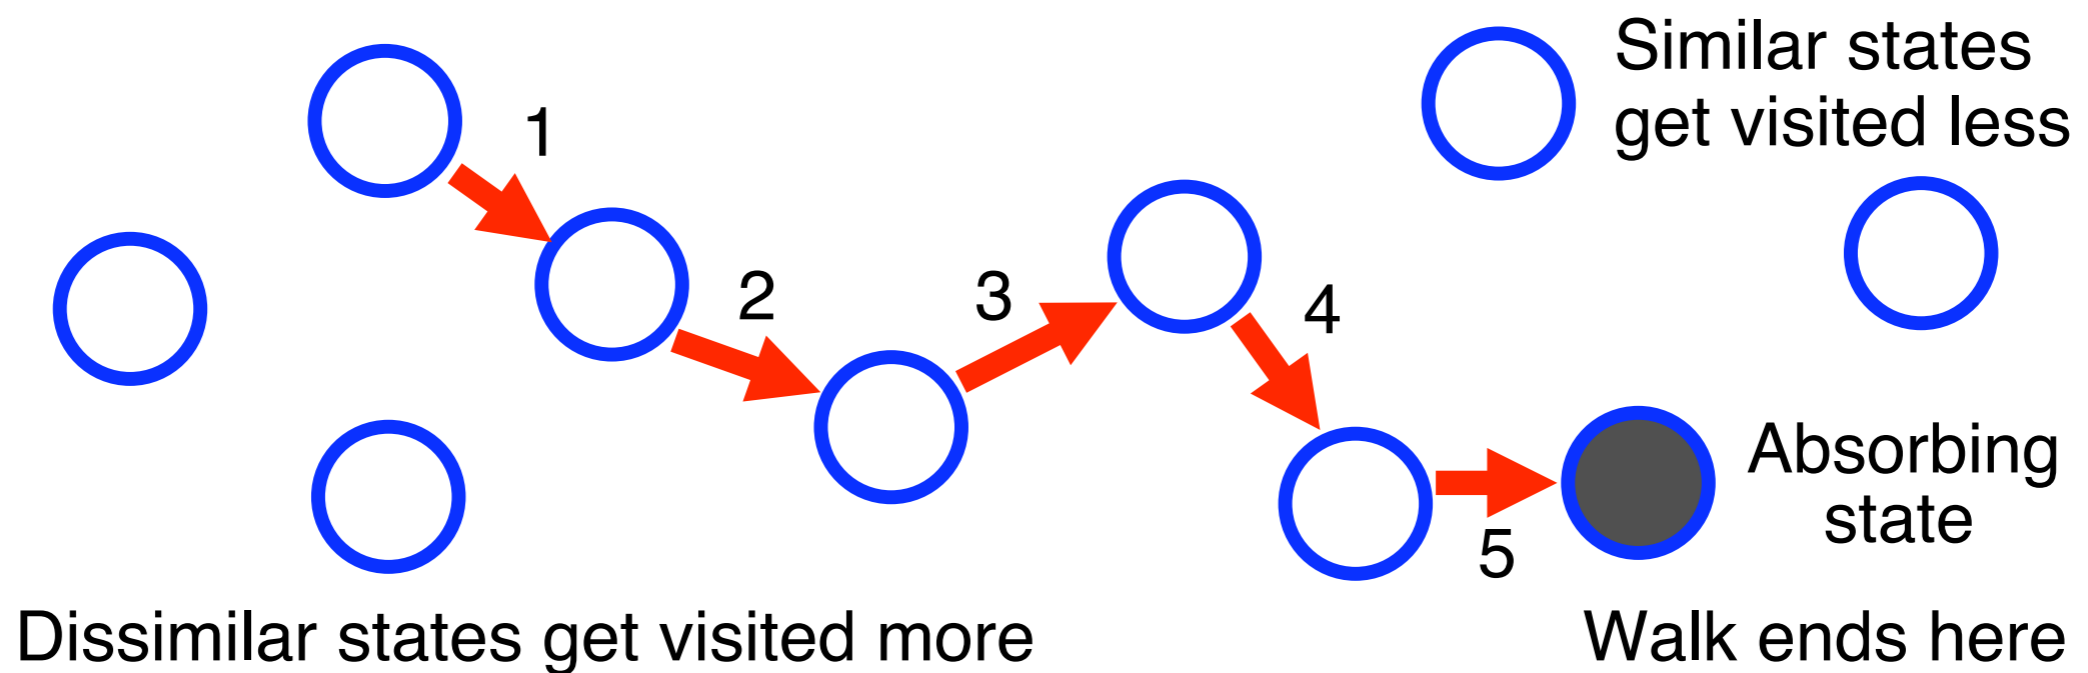 Similar states
get visited less
1
2
3
4
Absorbing
state
5
Dissimilar states get visited more
Walk ends here